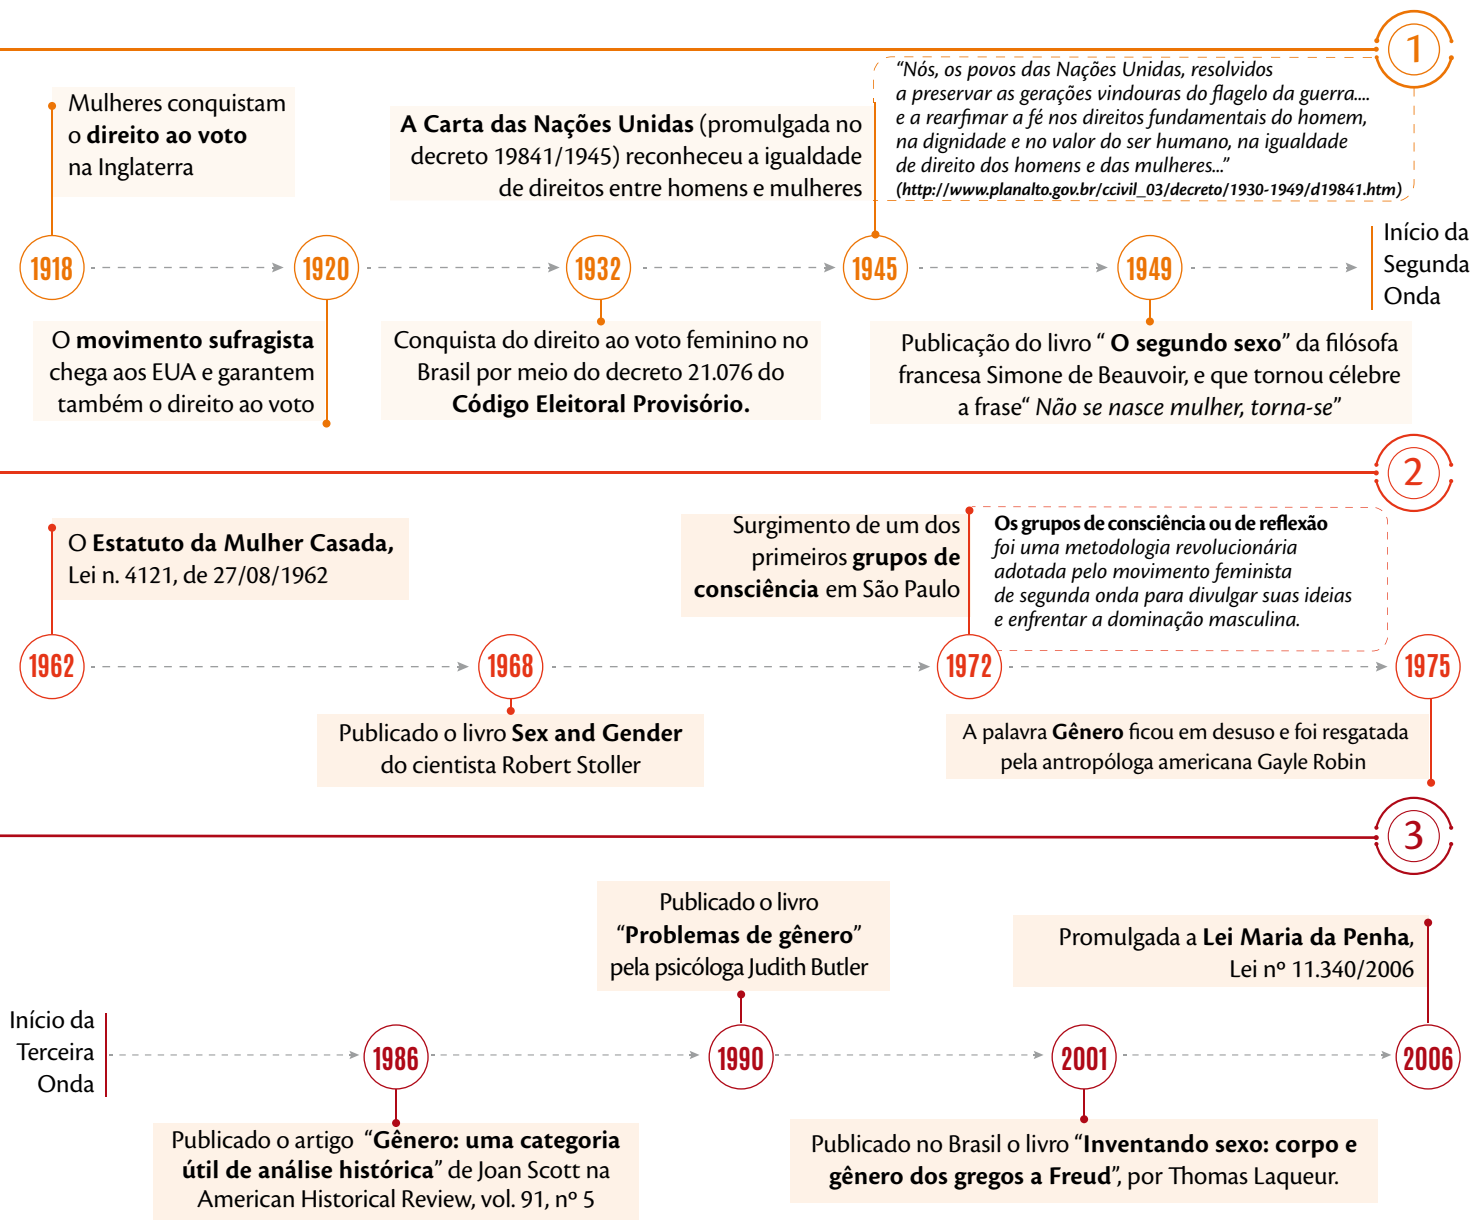 1
Mulheres conquistam
o direito ao voto
na Inglaterra
A Carta das Nações Unidas (promulgada no
decreto 19841/1945) reconheceu a igualdade
de direitos entre homens e mulheres
“Nós, os povos das Nações Unidas, resolvidos
a preservar as gerações vindouras do flagelo da guerra....
e a rearfimar a fé nos direitos fundamentais do homem,
na dignidade e no valor do ser humano, na igualdade
de direito dos homens e das mulheres...”
(http://www.planalto.gov.br/ccivil_03/decreto/1930-1949/d19841.htm)
1918
1920
1932
1945
1949
Início da
Segunda
Onda
O movimento sufragista
chega aos EUA e garantem
também o direito ao voto
Conquista do direito ao voto feminino no
Brasil por meio do decreto 21.076 do
Código Eleitoral Provisório.
Publicação do livro “ O segundo sexo” da filósofa
francesa Simone de Beauvoir, e que tornou célebre
a frase“ Não se nasce mulher, torna-se”
2
O Estatuto da Mulher Casada,
Lei n. 4121, de 27/08/1962
Surgimento de um dos
primeiros grupos de
consciência em São Paulo
Os grupos de consciência ou de reflexão
foi uma metodologia revolucionária
adotada pelo movimento feminista
de segunda onda para divulgar suas ideias
e enfrentar a dominação masculina.
1962
1968
1972
1975
Publicado o livro Sex and Gender
do cientista Robert Stoller
A palavra Gênero ficou em desuso e foi resgatada
pela antropóloga americana Gayle Robin
3
Publicado o livro
“Problemas de gênero”
pela psicóloga Judith Butler
Promulgada a Lei Maria da Penha,
Lei nº 11.340/2006
Início da
Terceira
Onda
1986
1990
2001
2006
Publicado o artigo “Gênero: uma categoria
útil de análise histórica” de Joan Scott na
American Historical Review, vol. 91, nº 5
Publicado no Brasil o livro “Inventando sexo: corpo e
gênero dos gregos a Freud”, por Thomas Laqueur.